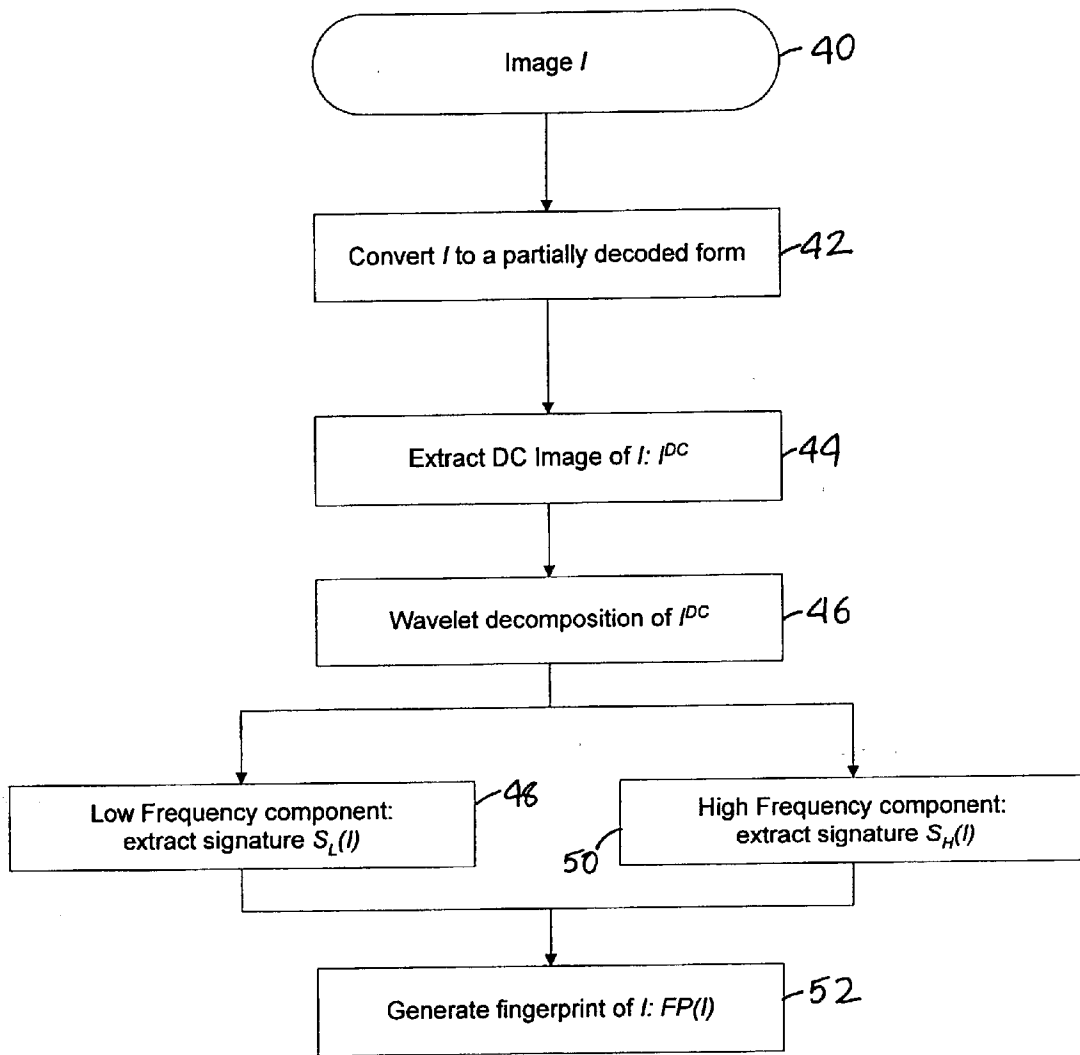 Image I
40
Convert I to a partially decoded form
42
Extract DC Image of I: I^DC
44
Wavelet decomposition of I^DC
46
Low Frequency component:
extract signature S_L(I)
48
High Frequency component:
extract signature S_H(I)
50
Generate fingerprint of I: FP(I)
52